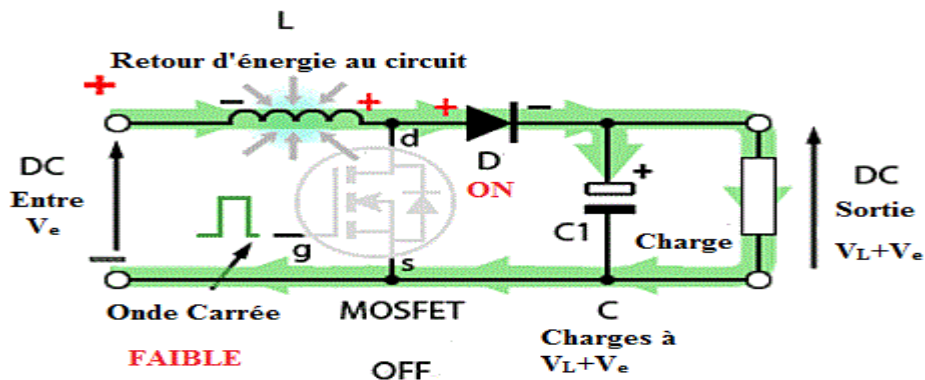 L
Retour d'énergie au circuit
+
- + + -
d
D
ON
DC
Entre
Ve
g
s
C1
+
Charge
DC
Sortie
VL+Ve
Onde Carrée
MOSFET
C
FAIBLE
OFF
Charges à
VL+Ve